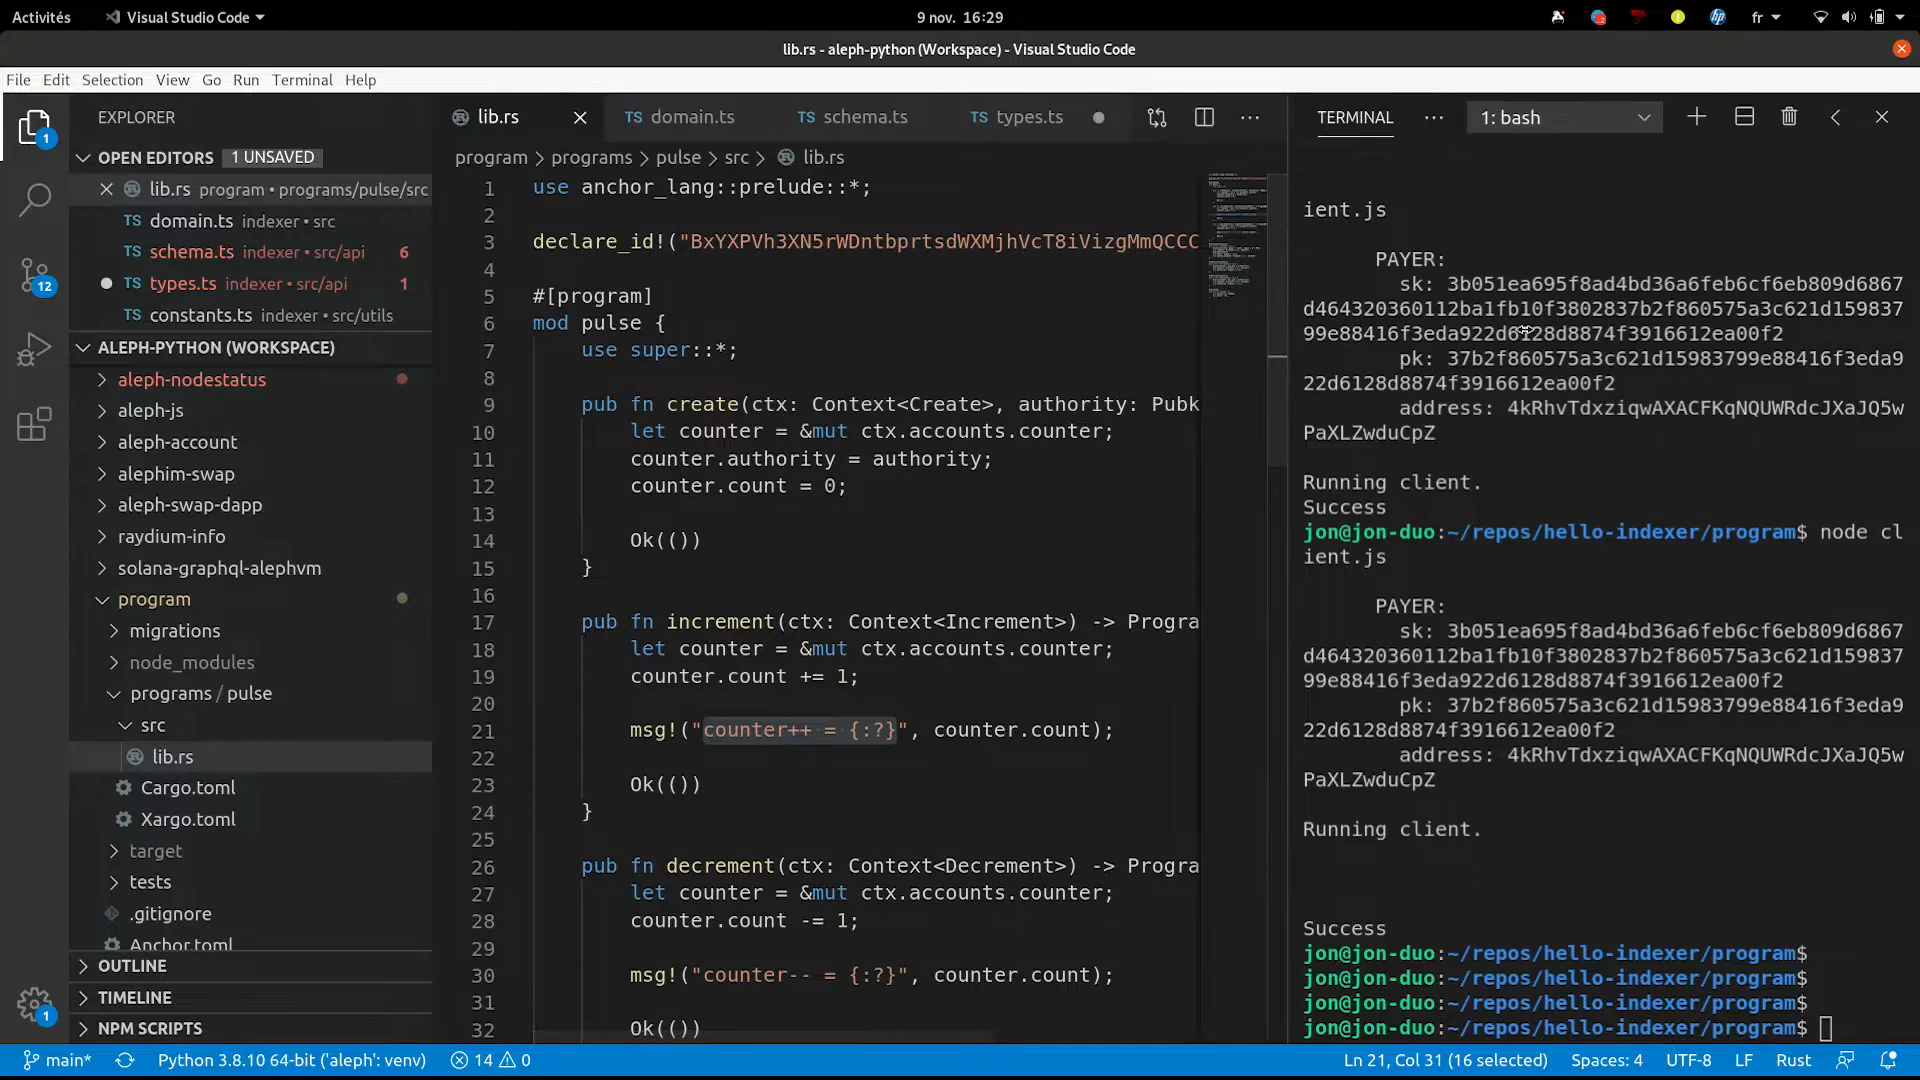 Activités
Visual Studio Code
9 nov. 16:29
fr
lib.rs - aleph-python (Workspace) - Visual Studio Code
File Edit Selection View Go Run Terminal Help
1
12
1
EXPLORER
OPEN EDITORS 1 UNSAVED
lib.rs program • programs/pulse/src
TS domain.ts indexer • src
TS schema.ts indexer • src/api 6
TS types.ts indexer • src/api 1
TS constants.ts indexer • src/utils
ALEPH-PYTHON (WORKSPACE)
aleph-nodestatus
aleph-js
aleph-account
alephim-swap
aleph-swap-dapp
raydium-info
solana-graphql-alephvm
program
migrations
node_modules
programs / pulse
src
lib.rs
Cargo.toml
Xargo.toml
target
tests
.gitignore
Anchor.toml
OUTLINE
TIMELINE
NPM SCRIPTS
lib.rs
TS domain.ts
TS schema.ts
TS types.ts
program > programs > pulse > src > lib.rs
1 use anchor_lang::prelude::*;
2
3 declare_id!("BxYXPVh3XN5rWDntbprtsdWXMjhVcT8iVizgMmQCCC
4
5 #[program]
6 mod pulse {
7 use super::*;
8
9 pub fn create(ctx: Context<Create>, authority: Pubk
10 let counter = &mut ctx.accounts.counter;
11 counter.authority = authority;
12 counter.count = 0;
13
14 Ok(())
15 }
16
17 pub fn increment(ctx: Context<Increment>) -> Progra
18 let counter = &mut ctx.accounts.counter;
19 counter.count += 1;
20
21 msg!("counter++ = {:?}", counter.count);
22
23 Ok(())
24 }
25
26 pub fn decrement(ctx: Context<Decrement>) -> Progra
27 let counter = &mut ctx.accounts.counter;
28 counter.count -= 1;
29
30 msg!("counter-- = {:?}", counter.count);
31
32 Ok(())
TERMINAL
1: bash
ient.js
PAYER:
sk: 3b051ea695f8ad4bd36a6feb6cf6eb809d6867
d464320360112ba1fb10f3802837b2f860575a3c621d159837
99e88416f3eda922d6128d8874f3916612ea00f2
pk: 37b2f860575a3c621d15983799e88416f3eda9
22d6128d8874f3916612ea00f2
address: 4kRhvTdxziqwAXACFKqNQUWRdcJXaJQ5w
PaXLZwduCpZ
Running client.
Success
jon@jon-duo:~/repos/hello-indexer/program$ node cl
ient.js
PAYER:
sk: 3b051ea695f8ad4bd36a6feb6cf6eb809d6867
d464320360112ba1fb10f3802837b2f860575a3c621d159837
99e88416f3eda922d6128d8874f3916612ea00f2
pk: 37b2f860575a3c621d15983799e88416f3eda9
22d6128d8874f3916612ea00f2
address: 4kRhvTdxziqwAXACFKqNQUWRdcJXaJQ5w
PaXLZwduCpZ
Running client.
Success
jon@jon-duo:~/repos/hello-indexer/program$
jon@jon-duo:~/repos/hello-indexer/program$
jon@jon-duo:~/repos/hello-indexer/program$
jon@jon-duo:~/repos/hello-indexer/program$
main*
Python 3.8.10 64-bit ('aleph': venv)
14 0
Ln 21, Col 31 (16 selected)
Spaces: 4
UTF-8
LF
Rust